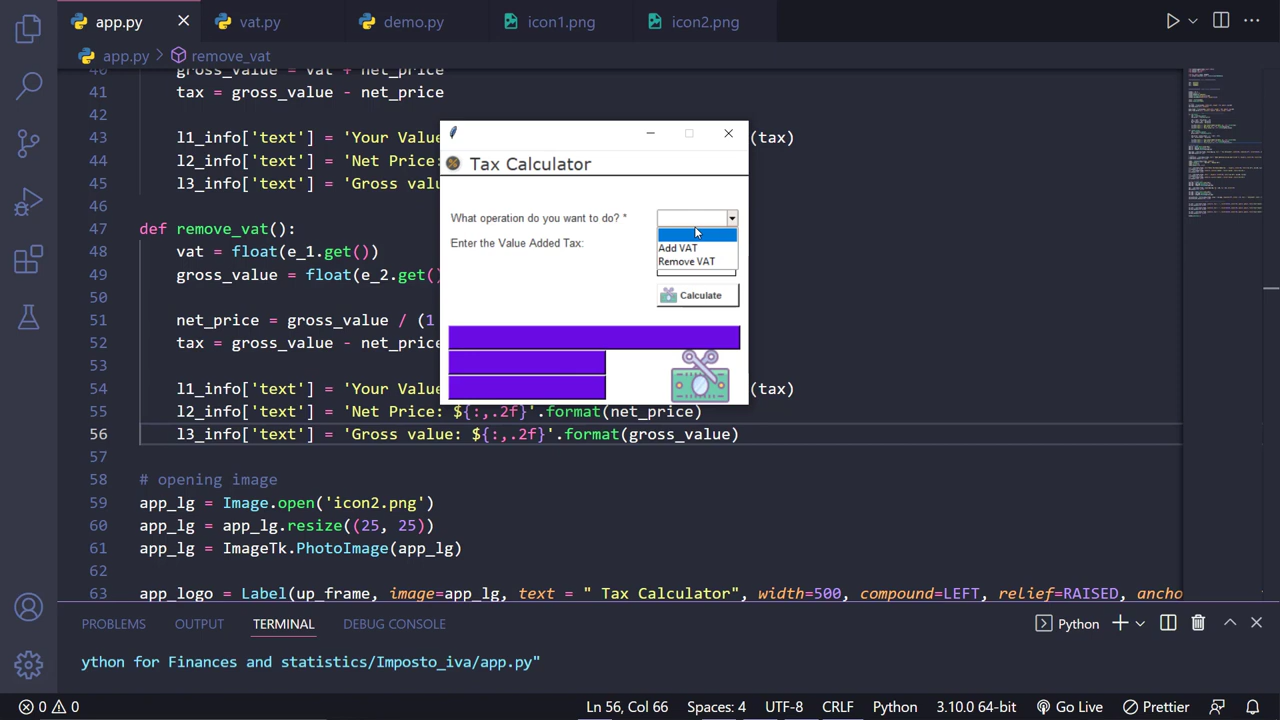 app.py
vat.py
demo.py
icon1.png
icon2.png
app.py > remove_vat
40 gross_value = vat + net_price
41 tax = gross_value - net_price
42
43 l1_info['text'] = 'Your Valu (tax)
44 l2_info['text'] = 'Net Price:
45 l3_info['text'] = 'Gross valu
46
47 def remove_vat():
48 vat = float(e_1.get())
49 gross_value = float(e_2.get()
50
51 net_price = gross_value / (1
52 tax = gross_value - net_price
53
54 l1_info['text'] = 'Your Valu (tax)
55 l2_info['text'] = 'Net Price: ${:,.2f}'.format(net_price)
56 l3_info['text'] = 'Gross value: ${:,.2f}'.format(gross_value)
57
58 # opening image
59 app_lg = Image.open('icon2.png')
60 app_lg = app_lg.resize((25, 25))
61 app_lg = ImageTk.PhotoImage(app_lg)
62
63 app_logo = Label(up_frame, image=app_lg, text = " Tax Calculator", width=500, compound=LEFT, relief=RAISED, ancho
Tax Calculator
What operation do you want to do? *
Enter the Value Added Tax:
Add VAT
Remove VAT
Calculate
PROBLEMS OUTPUT TERMINAL DEBUG CONSOLE Python
ython for Finances and statistics/Imposto_iva/app.py"
0 0 Ln 56, Col 66 Spaces: 4 UTF-8 CRLF Python 3.10.0 64-bit Go Live Prettier